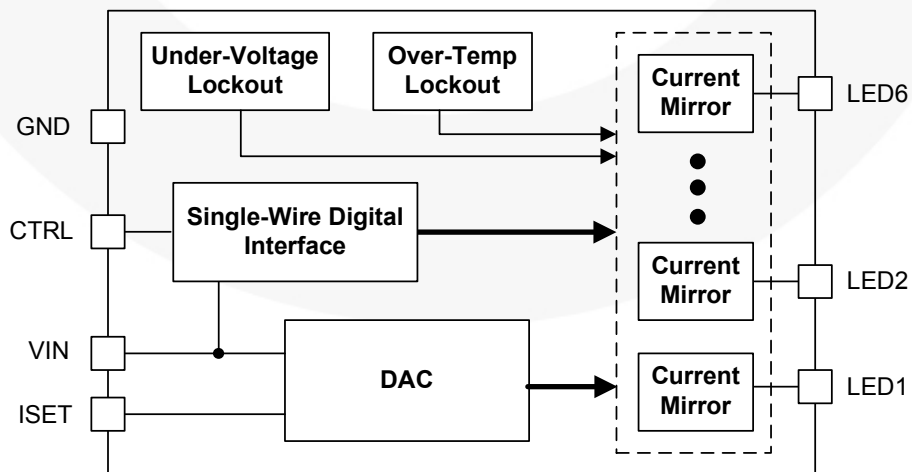 Under-Voltage
Lockout
Over-Temp
Lockout
Current
Mirror
LED6
GND
CTRL
Single-Wire Digital
Interface
Current
Mirror
LED2
VIN
DAC
Current
Mirror
LED1
ISET